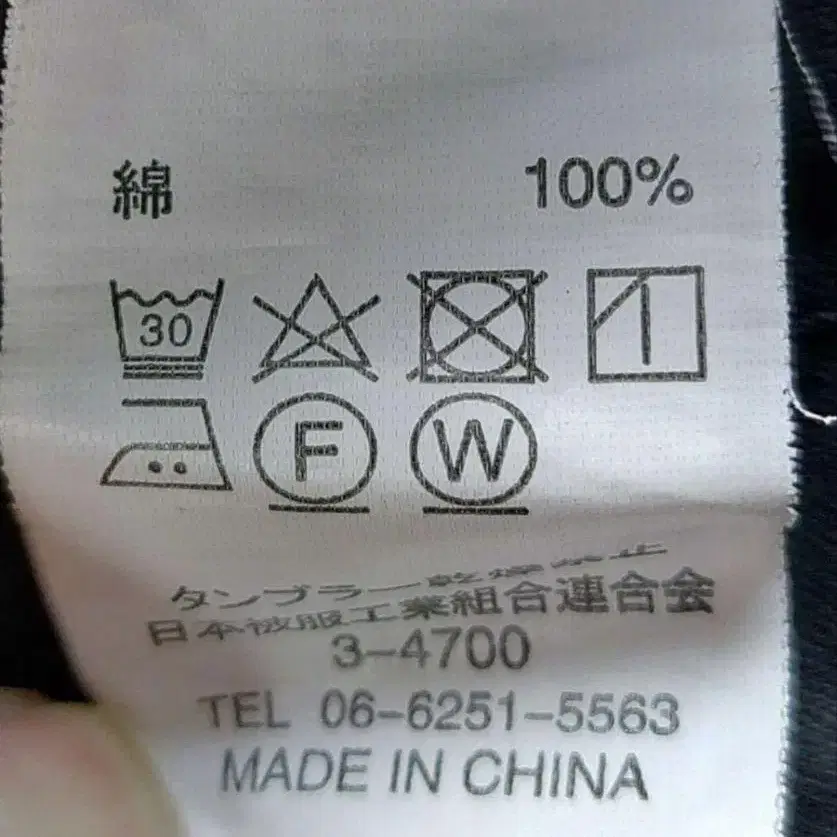 綿 100%
30
F W
タンブラー乾燥禁止
日本被服工業組合連合会
3-4700
TEL 06-6251-5563
MADE IN CHINA